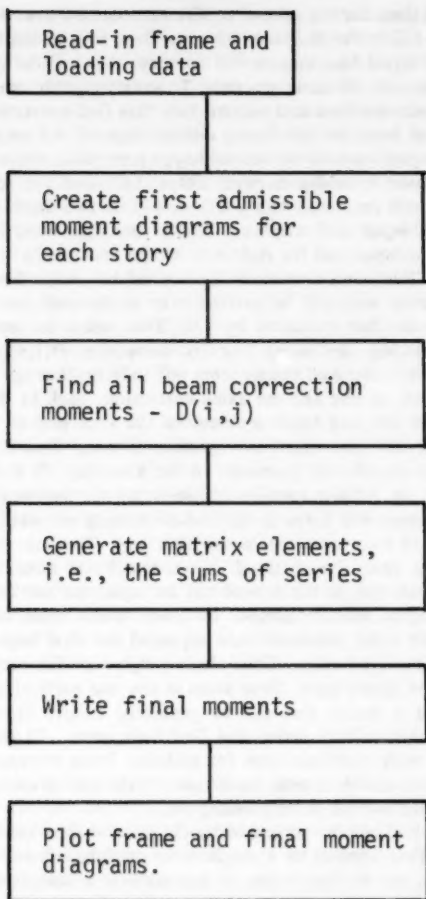 Read-in frame and
loading data
Create first admissible
moment diagrams for
each story
Find all beam correction
moments - D(i,j)
Generate matrix elements,
i.e., the sums of series
Write final moments
Plot frame and final moment
diagrams.